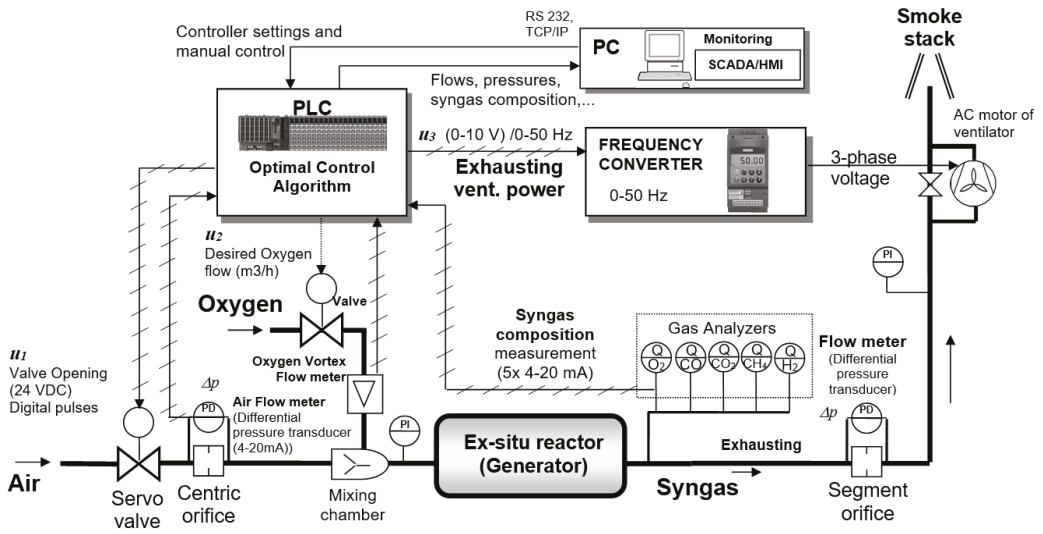 Controller settings and
manual control
RS 232,
TCP/IP
PC
Monitoring
SCADA/HMI
Smoke
stack
Flows, pressures,
syngas composition,...
AC motor of
ventilator
PLC
Optimal Control
Algorithm
u3 (0-10 V) /0-50 Hz
Exhausting
vent. power
FREQUENCY
CONVERTER
0-50 Hz
50.00
3-phase
voltage
u2
Desired Oxygen
flow (m3/h)
PI
Oxygen
Valve
Syngas
composition
measurement
(5x 4-20 mA)
Gas Analyzers
Q
O2
Q
CO
Q
CO2
Q
CH4
Q
H2
Flow meter
(Differential
pressure
transducer)
Δp
PD
u1
Valve Opening
(24 VDC)
Digital pulses
Oxygen Vortex
Flow meter
Δp
PD
Air Flow meter
(Differential
pressure transducer
(4-20mA))
PI
Ex-situ reactor
(Generator)
Exhausting
Air
Syngas
Servo
valve
Centric
orifice
Mixing
chamber
Segment
orifice